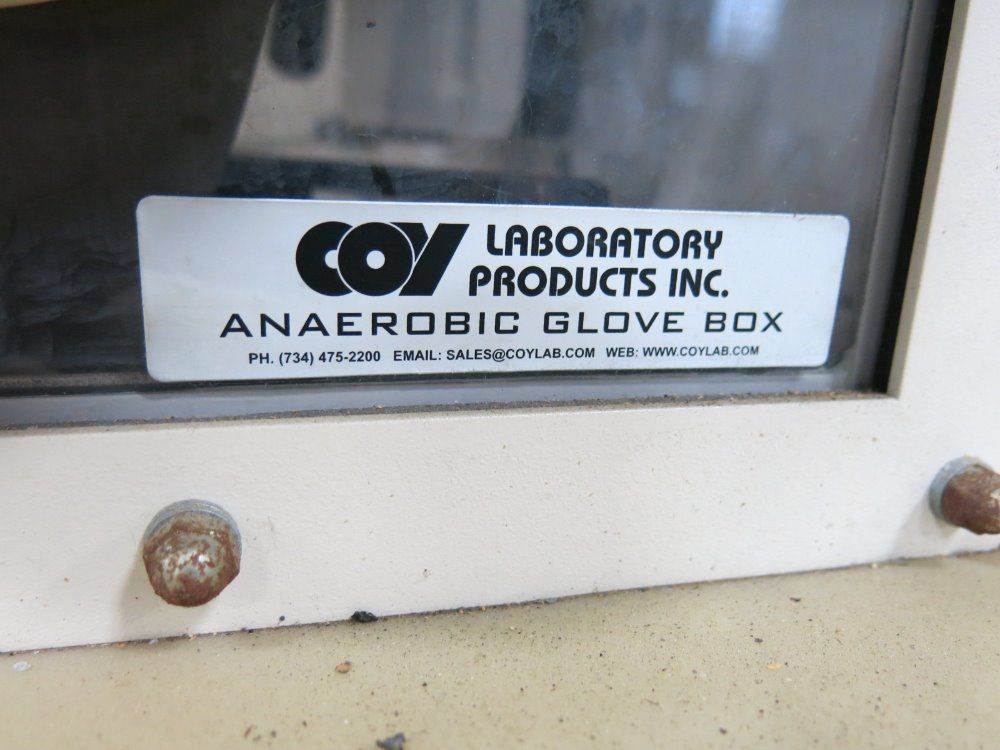 COY LABORATORY
PRODUCTS INC.
ANAEROBIC GLOVE BOX
PH. (734) 475-2200 EMAIL: SALES@COYLAB.COM WEB: WWW.COYLAB.COM